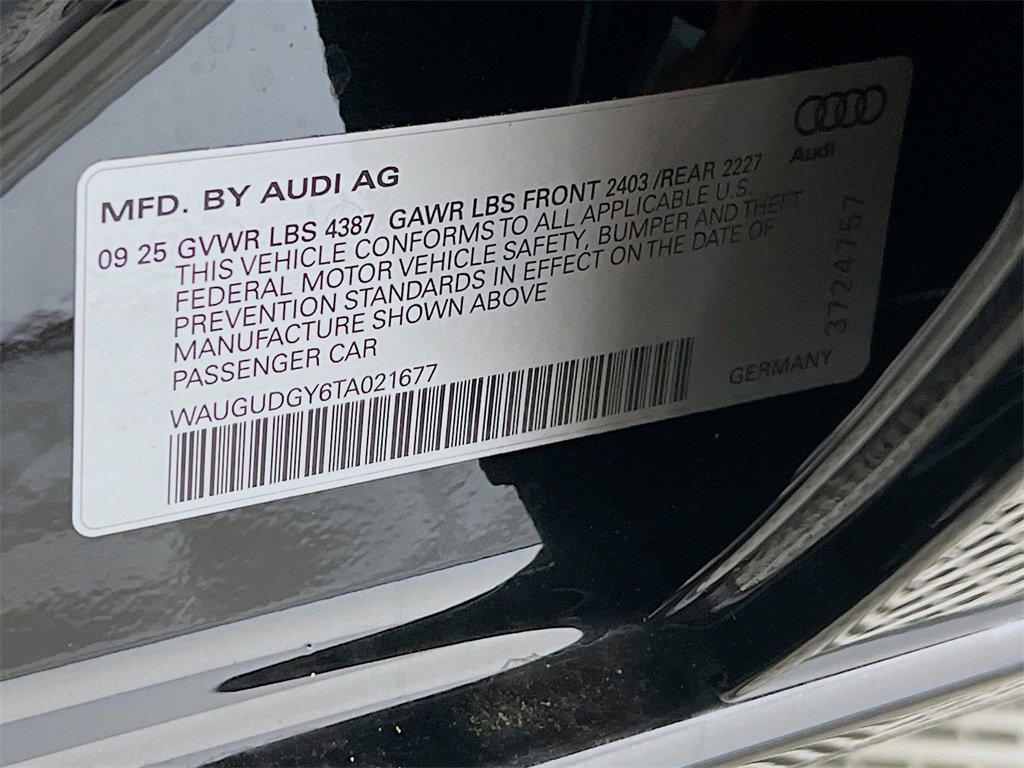 MFD. BY AUDI AG
Audi
09 25 GVWR LBS 4387 GAWR LBS FRONT 2403 /REAR 2227
THIS VEHICLE CONFORMS TO ALL APPLICABLE U.S.
FEDERAL MOTOR VEHICLE SAFETY, BUMPER AND THEFT
PREVENTION STANDARDS IN EFFECT ON THE DATE OF
MANUFACTURE SHOWN ABOVE
PASSENGER CAR
WAUGUDGY6TA021677
GERMANY
3724757